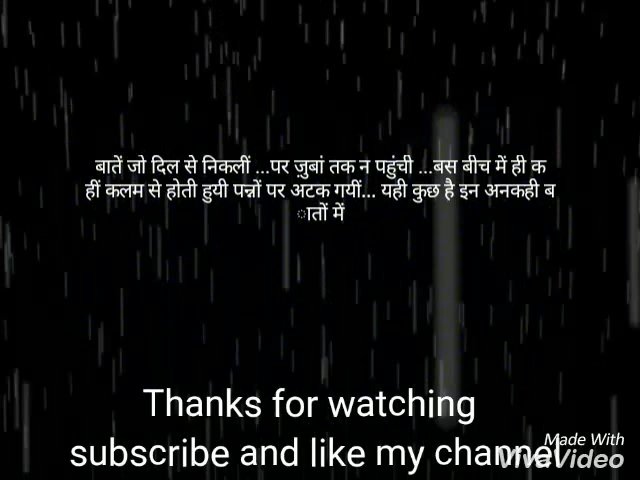 बातें जो दिल से निकलीं ...पर ज़ुबां तक न पहुंची ...बस बीच में ही क
हीं कलम से होती हुयी पन्नों पर अटक गयीं... यही कुछ है इन अनकही ब
ातों में
Thanks for watching
subscribe and like my channel
Made With
VivaVideo